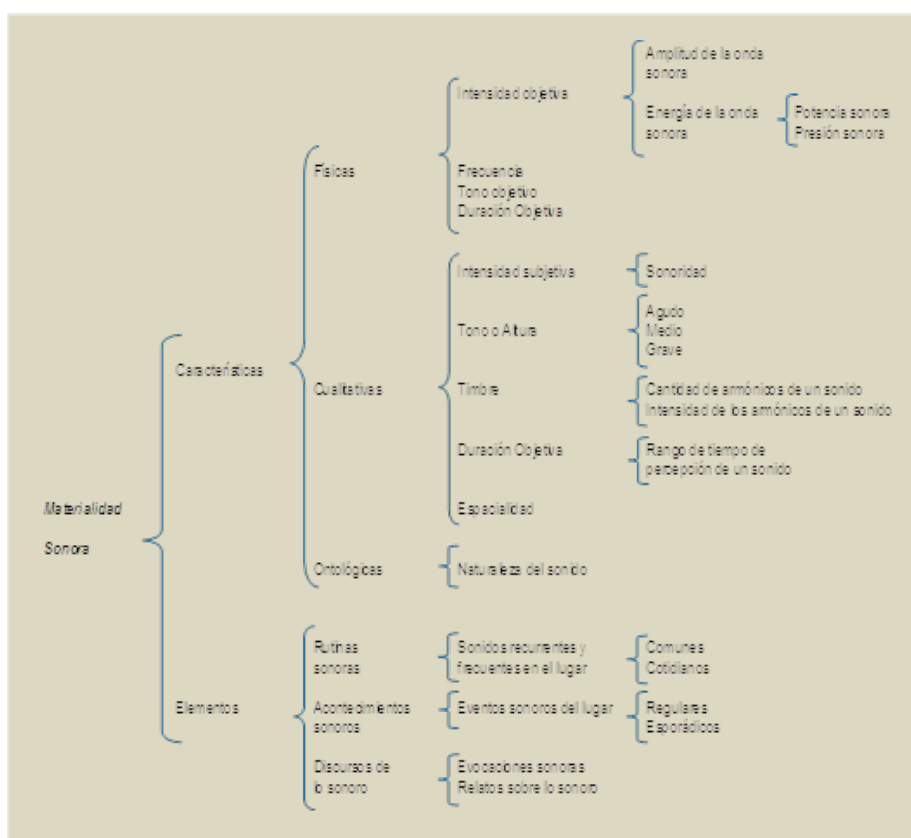 Materialidad
Sonora
Características
Físicas
Intensidad objetiva
Amplitud de la onda
sonora
Energía de la onda
sonora
Potencia sonora
Presión sonora
Frecuencia
Tono objetivo
Duración Objetiva
Cualitativas
Intensidad subjetiva
Sonoridad
Tono o Altura
Agudo
Medio
Grave
Timbre
Cantidad de armónicos de un sonido
Intensidad de los armónicos de un sonido
Duración Objetiva
Rango de tiempo de
percepción de un sonido
Espacialidad
Ontológicas
Naturaleza del sonido
Elementos
Rutinas
sonoras
Sonidos recurrentes y
frecuentes en el lugar
Comunes
Cotidianos
Acontecimientos
sonoros
Eventos sonoros del lugar
Regulares
Esporádicos
Discursos de
lo sonoro
Evocaciones sonoras
Relatos sobre lo sonoro